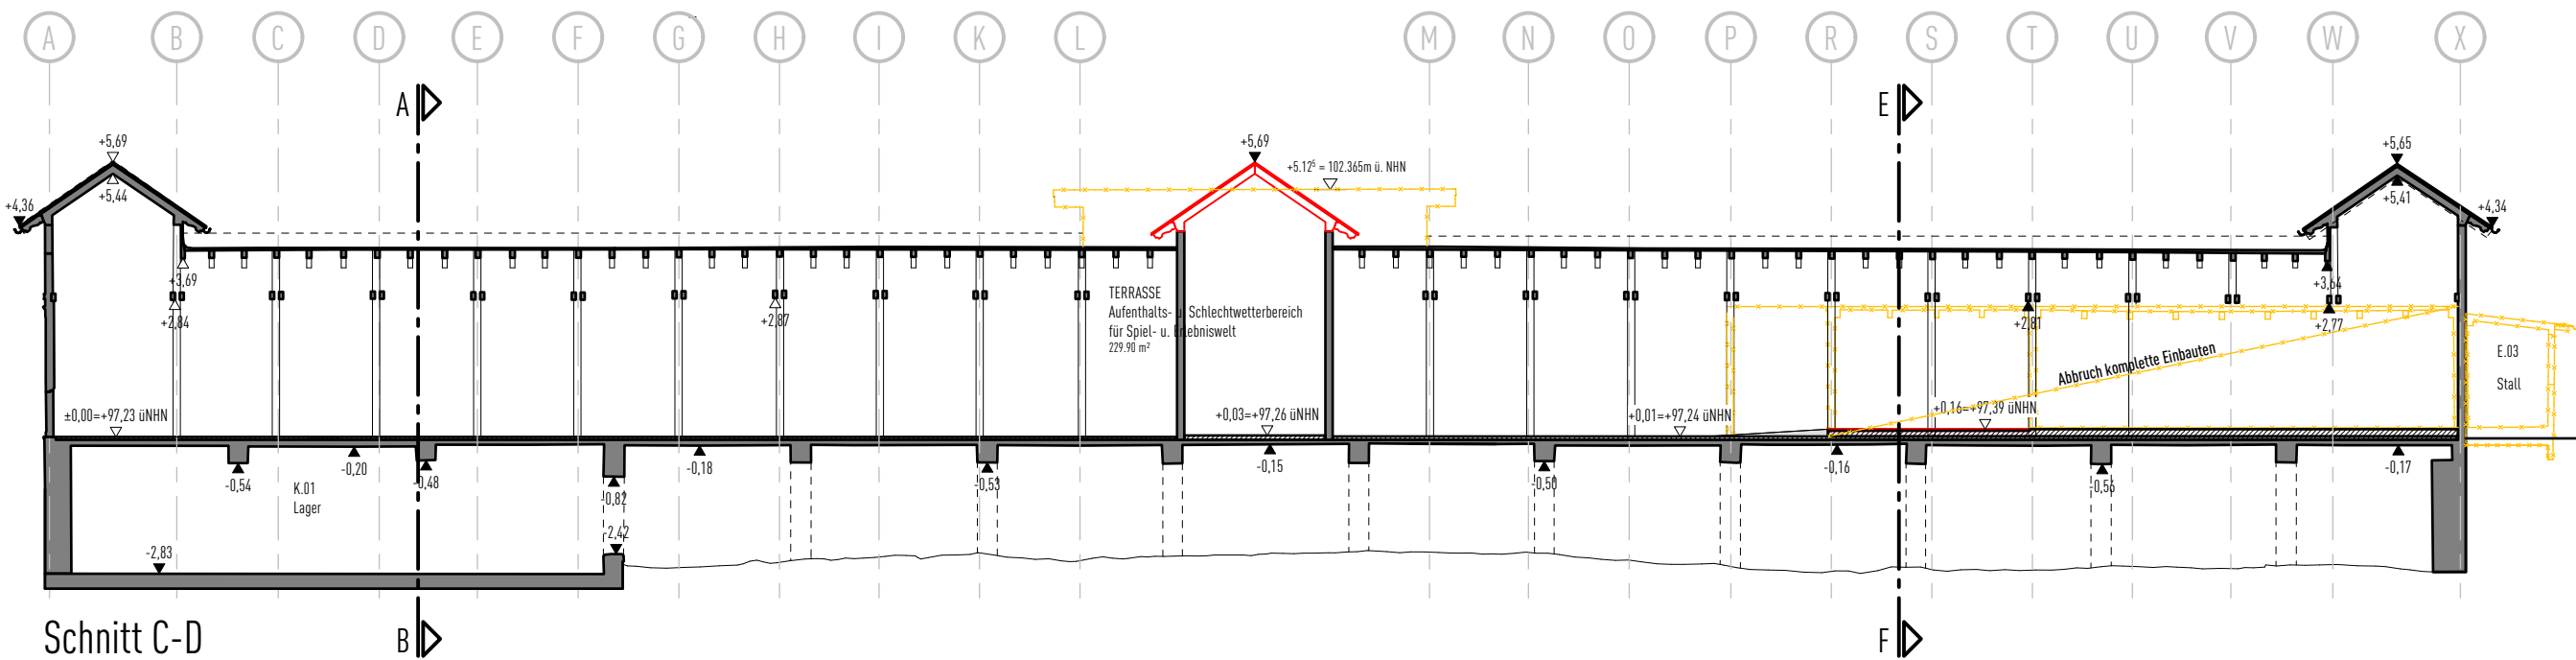 A B C D E F G H I K L M N O P R S T U V W X
A
E
+5,69
+5,69
+5,65
+5.12⁵ = 102.365m ü. NHN
+5,44
+5,41
+4,36
+4,34
+3,69
+3,64
TERRASSE
Aufenthalts- u. Schlechtwetterbereich
für Spiel- u. Erlebniswelt
229.90 m²
+2,84
+2,87
+2,81
+2,77
E.03
Stall
Abbruch komplette Einbauten
±0,00=+97,23 üNHN
+0,03=+97,26 üNHN
+0,01=+97,24 üNHN
+0,16=+97,39 üNHN
-0,54
-0,20
-0,48
-0,18
-0,53
-0,15
-0,50
-0,16
-0,56
-0,17
K.01
Lager
-0,82
-2,42
-2,83
Schnitt C-D
B
F